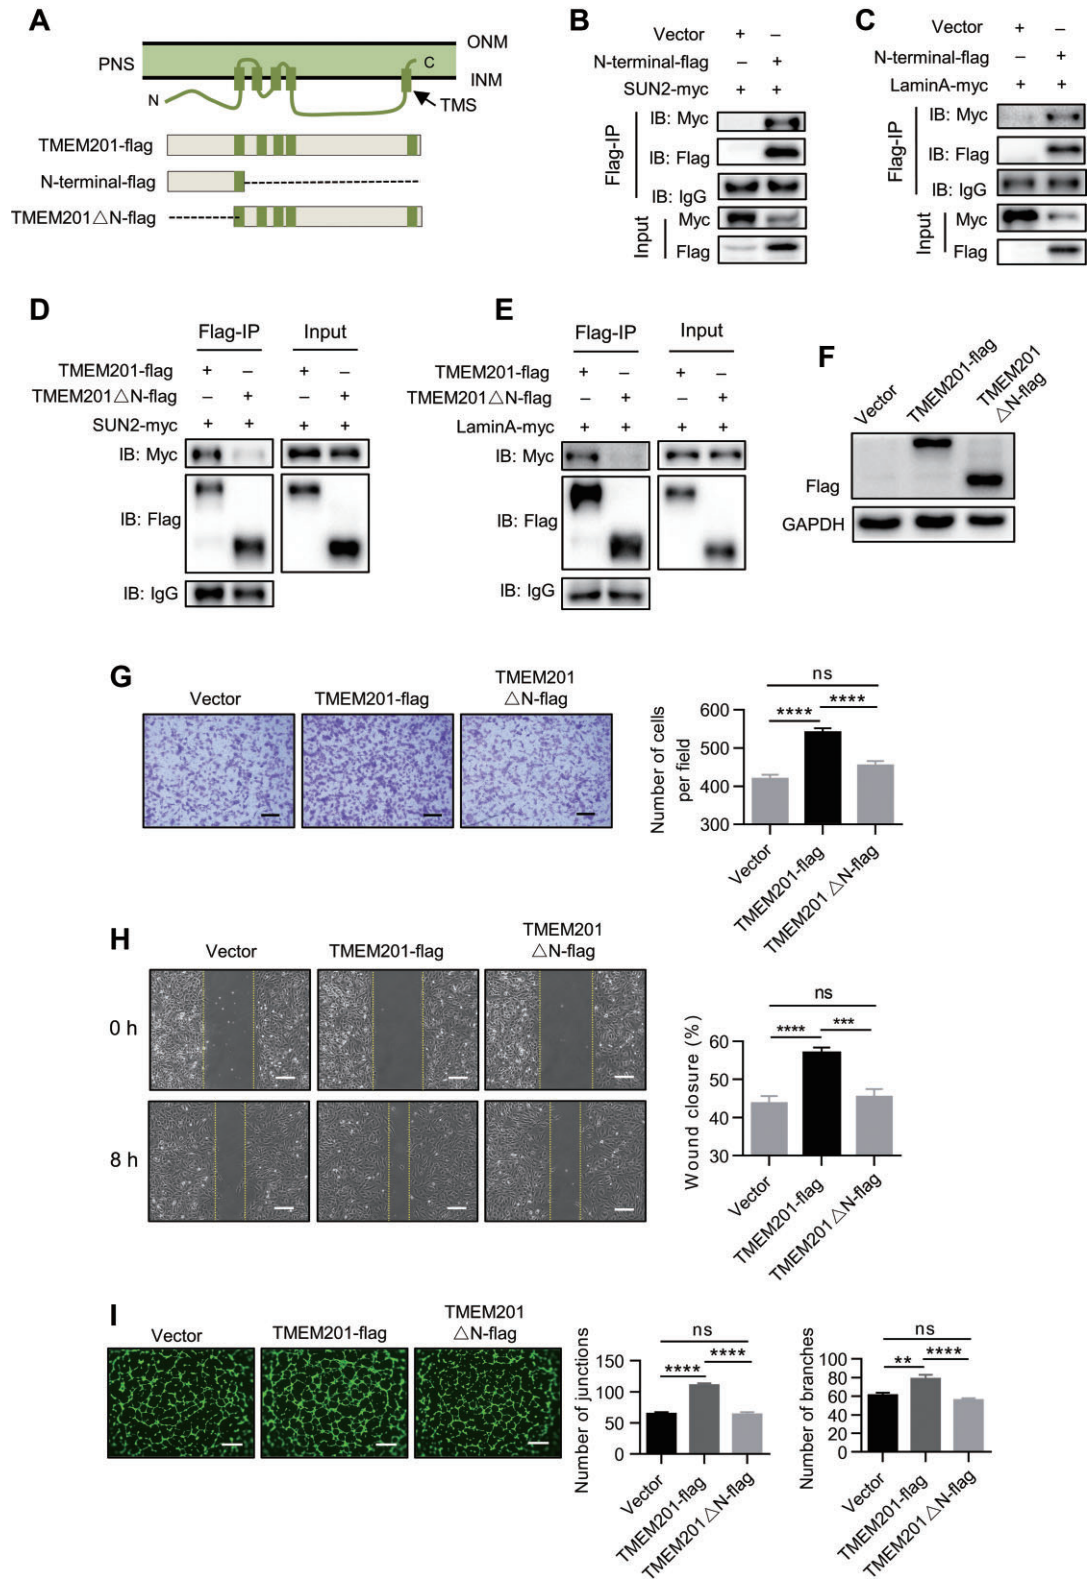 A
ONM
PNS
C
INM
N
TMS
TMEM201-flag
N-terminal-flag
TMEM201△N-flag
B
Vector + −
N-terminal-flag − +
SUN2-myc + +
Flag-IP
IB: Myc
IB: Flag
IB: IgG
Input
Myc
Flag
C
Vector + −
N-terminal-flag − +
LaminA-myc + +
Flag-IP
IB: Myc
IB: Flag
IB: IgG
Input
Myc
Flag
D
Flag-IP Input
TMEM201-flag + − + −
TMEM201△N-flag − + − +
SUN2-myc + + + +
IB: Myc
IB: Flag
IB: IgG
E
Flag-IP Input
TMEM201-flag + − + −
TMEM201△N-flag − + − +
LaminA-myc + + + +
IB: Myc
IB: Flag
IB: IgG
F
Vector
TMEM201-flag
TMEM201
△N-flag
Flag
GAPDH
G
Vector
TMEM201-flag
TMEM201
△N-flag
ns
**** ****
Number of cells
per field
600
500
400
300
Vector
TMEM201-flag
TMEM201 △N-flag
H
Vector
TMEM201-flag
TMEM201
△N-flag
0 h
8 h
ns
**** ***
Wound closure (%)
60
50
40
30
Vector
TMEM201-flag
TMEM201 △N-flag
I
Vector
TMEM201-flag
TMEM201
△N-flag
ns
**** ****
Number of junctions
150
100
50
0
Vector
TMEM201-flag
TMEM201 △N-flag
ns
** ****
Number of branches
100
80
60
40
20
0
Vector
TMEM201-flag
TMEM201 △N-flag